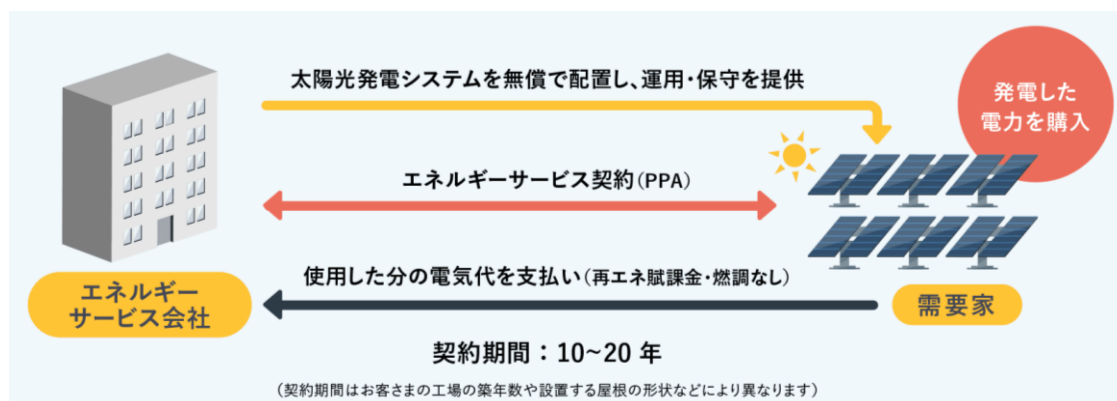 太陽光発電システムを無償で配置し、運用・保守を提供
発電した
電力を購入
エネルギーサービス契約(PPA)
使用した分の電気代を支払い(再エネ賦課金・燃調なし)
エネルギー
サービス会社
需要家
契約期間：10~20 年
(契約期間はお客さまの工場の築年数や設置する屋根の形状などにより異なります)